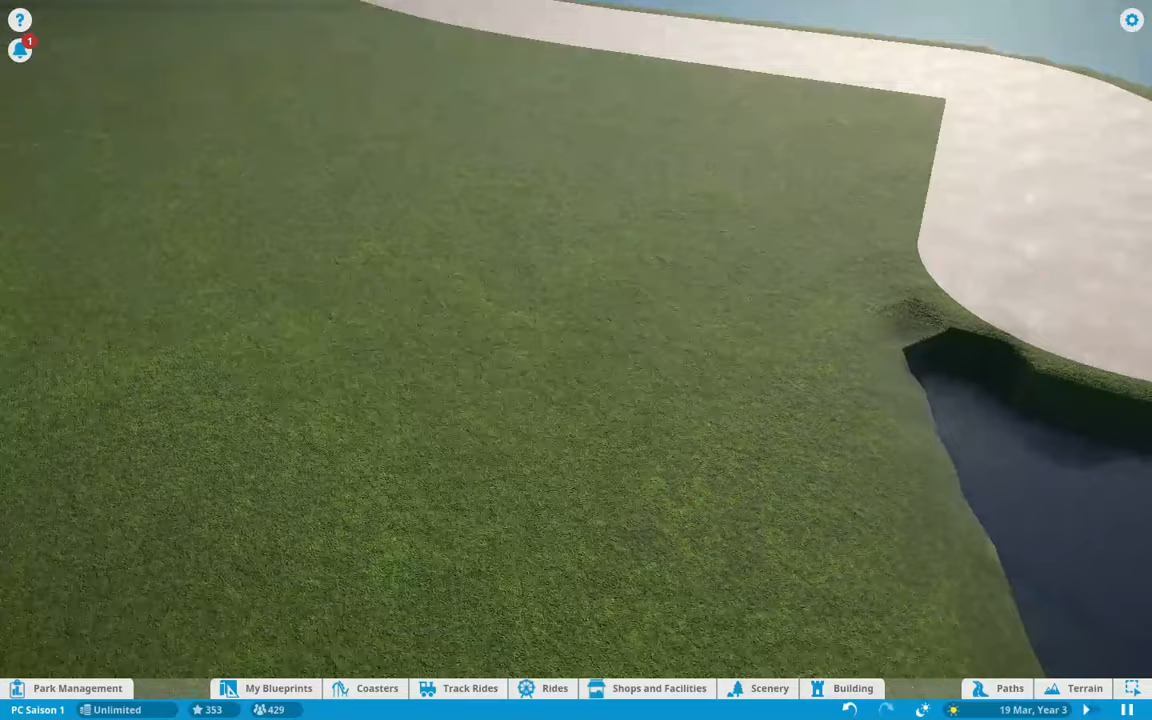 ?
1
Park Management
My Blueprints
Coasters
Track Rides
Rides
Shops and Facilities
Scenery
Building
Paths
Terrain
PC Saison 1
Unlimited
353
429
19 Mar, Year 3